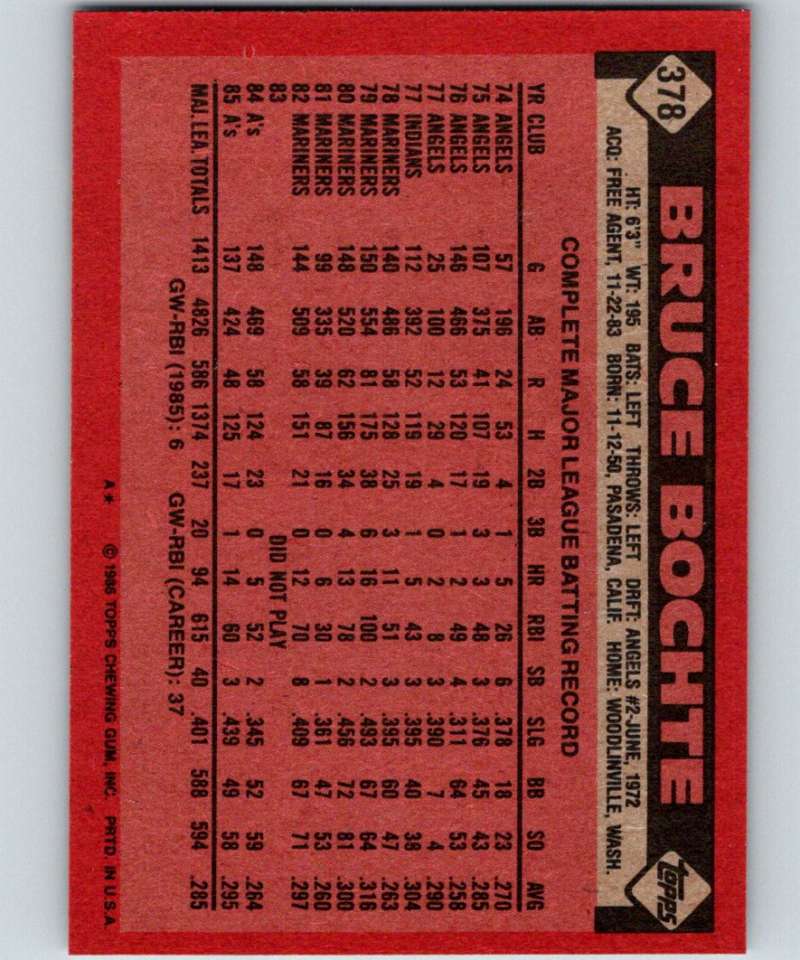 378 BRUCE BOCHTE topps
HT: 6'3" WT: 195 BATS: LEFT THROWS: LEFT DRFT: ANGELS #2-JUNE, 1972
ACQ: FREE AGENT, 11-22-83 BORN: 11-12-50, PASADENA, CALIF. HOME: WOODLINVILLE, WASH.
COMPLETE MAJOR LEAGUE BATTING RECORD
YR CLUB G AB R H 2B 3B HR RBI SB SLG BB SO AVG
74 ANGELS 57 196 24 53 4 1 5 26 6 .378 18 23 .270
75 ANGELS 107 375 41 107 19 3 3 48 3 .376 45 43 .285
76 ANGELS 146 466 53 120 17 1 2 49 4 .311 64 53 .258
77 ANGELS 25 100 12 29 4 0 2 8 3 .390 7 4 .290
77 INDIANS 112 392 52 119 19 1 5 43 3 .395 40 38 .304
78 MARINERS 140 486 58 128 25 3 11 51 3 .395 60 47 .263
79 MARINERS 150 554 81 175 38 6 16 100 2 .493 67 64 .316
80 MARINERS 148 520 62 156 34 4 13 78 2 .456 72 81 .300
81 MARINERS 99 335 39 87 16 0 6 30 1 .361 47 53 .260
82 MARINERS 144 509 58 151 21 0 12 70 8 .409 67 71 .297
83 DID NOT PLAY
84 A's 148 469 58 124 23 0 5 52 2 .345 52 59 .264
85 A's 137 424 48 125 17 1 14 60 3 .439 49 58 .295
MAJ. LEA. TOTALS 1413 4826 586 1374 237 20 94 615 40 .401 588 594 .285
GW-RBI (1985): 6 GW-RBI (CAREER): 37
A* © 1986 TOPPS CHEWING GUM, INC. PRTD. IN U.S.A.